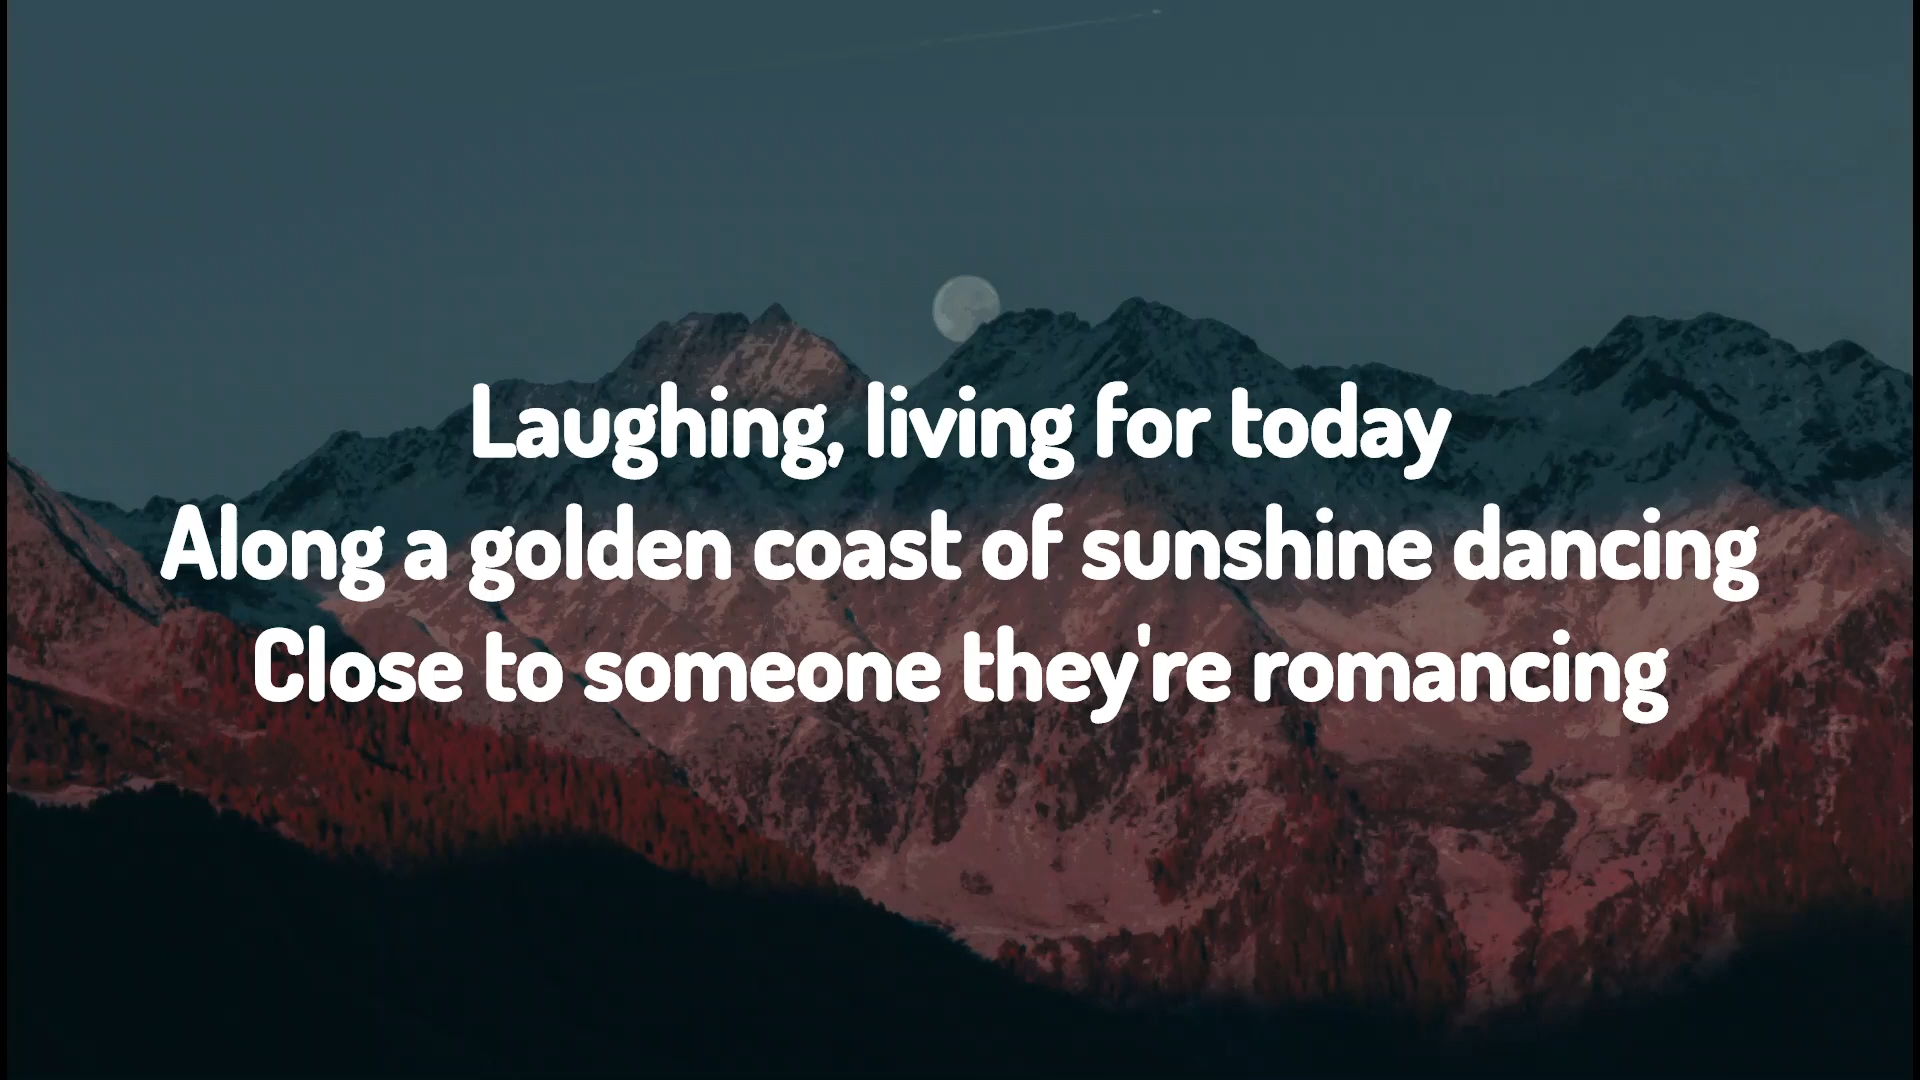 Laughing, living for today
Along a golden coast of sunshine dancing
Close to someone they're romancing